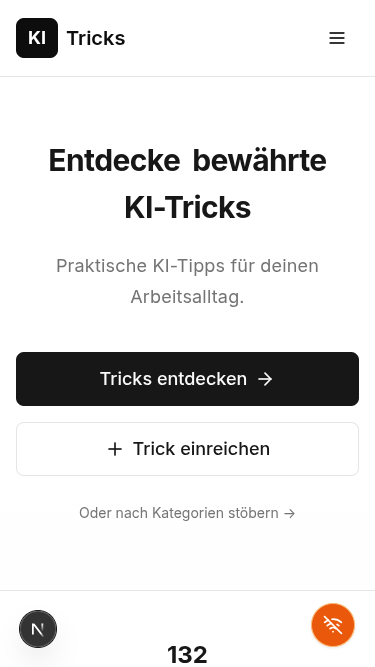 KI Tricks
Entdecke bewährte
KI-Tricks
Praktische KI-Tipps für deinen
Arbeitsalltag.
Tricks entdecken →
+ Trick einreichen
Oder nach Kategorien stöbern →
N
132